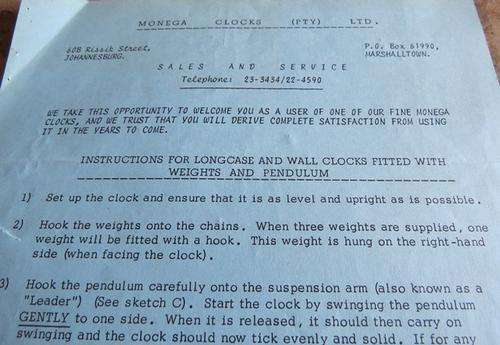 MONEGA CLOCKS (PTY) LTD.
60B Rissik Street,
JOHANNESBURG.
P.O. Box 61990,
MARSHALLTOWN.
SALES AND SERVICE
Telephone: 23-3434/22-4590
WE TAKE THIS OPPORTUNITY TO WELCOME YOU AS A USER OF ONE OF OUR FINE MONEGA
CLOCKS, AND WE TRUST THAT YOU WILL DERIVE COMPLETE SATISFACTION FROM USING
IT IN THE YEARS TO COME.
INSTRUCTIONS FOR LONGCASE AND WALL CLOCKS FITTED WITH
WEIGHTS AND PENDULUM
1) Set up the clock and ensure that it is as level and upright as is possible.
2) Hook the weights onto the chains. When three weights are supplied, one
weight will be fitted with a hook. This weight is hung on the right-hand
side (when facing the clock).
3) Hook the pendulum carefully onto the suspension arm (also known as a
"Leader") (See sketch C). Start the clock by swinging the pendulum
GENTLY to one side. When it is released, it should then carry on
swinging and the clock should now tick evenly and solid. If for any